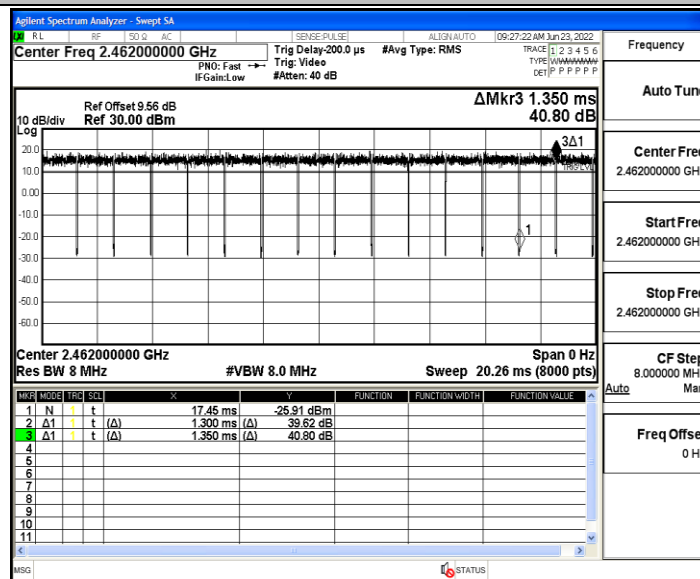 Agilent Spectrum Analyzer - Swept SA
RL RF 50 Ω AC SENSE:PULSE ALIGN AUTO 09:27:22 AM Jun 23, 2022
Center Freq 2.462000000 GHz
PNO: Fast
IFGain:Low
Trig Delay-200.0 µs
Trig: Video
#Atten: 40 dB
#Avg Type: RMS
TRACE 1 2 3 4 5 6
TYPE
DET P P P P P P
ΔMkr3 1.350 ms
40.80 dB
Ref Offset 9.56 dB
10 dB/div Ref 30.00 dBm
Log
20.0
10.0
0.00
-10.0
-20.0
-30.0
-40.0
-50.0
-60.0
3Δ1
TRIG LVL
1
Center 2.462000000 GHz Span 0 Hz
Res BW 8 MHz #VBW 8.0 MHz Sweep 20.26 ms (8000 pts)
MKR MODE TRC SCL X Y FUNCTION FUNCTION WIDTH FUNCTION VALUE
1 N 1 t 17.45 ms -25.91 dBm
2 Δ1 1 t (Δ) 1.300 ms (Δ) 39.62 dB
3 Δ1 1 t (Δ) 1.350 ms (Δ) 40.80 dB
4
5
6
7
8
9
10
11
MSG STATUS
Frequency
Auto Tun
Center Fre
2.462000000 GH
Start Fre
2.462000000 GH
Stop Fre
2.462000000 GH
CF Step
8.000000 MH
Auto Man
Freq Offse
0 H